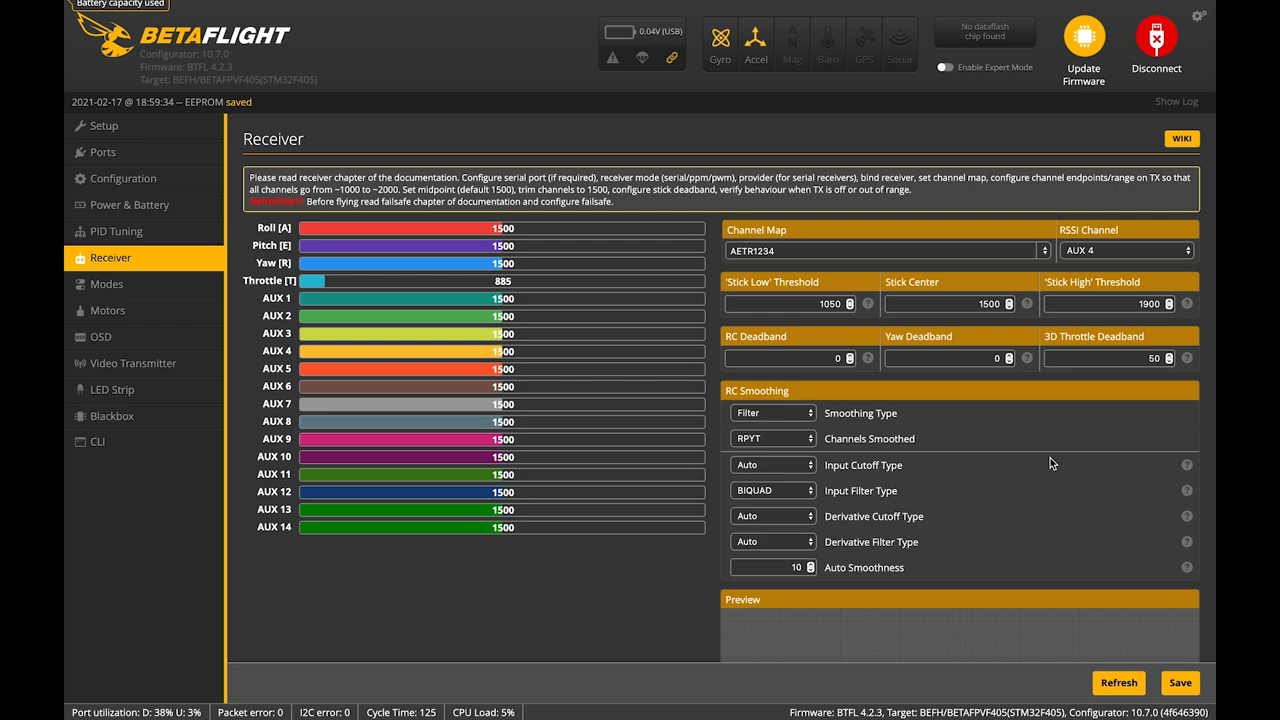 Battery capacity used
BETAFLIGHT
Configurator: 10.7.0
Firmware: BTFL 4.2.3
Target: BEFH/BETAFPVF405(STM32F405)
0.04V (USB)
Gyro
Accel
Mag
Baro
GPS
Sonar
No dataflash
chip found
Enable Expert Mode
Update
Firmware
Disconnect
2021-02-17 @ 18:59:34 -- EEPROM saved
Show Log
Setup
Ports
Configuration
Power & Battery
PID Tuning
Receiver
Modes
Motors
OSD
Video Transmitter
LED Strip
Blackbox
CLI
Receiver
WIKI
Please read receiver chapter of the documentation. Configure serial port (if required), receiver mode (serial/ppm/pwm), provider (for serial receivers), bind receiver, set channel map, configure channel endpoints/range on TX so that
all channels go from ~1000 to ~2000. Set midpoint (default 1500), trim channels to 1500, configure stick deadband, verify behaviour when TX is off or out of range.
Before flying read failsafe chapter of documentation and configure failsafe.
Roll [A] 1500
Pitch [E] 1500
Yaw [R] 1500
Throttle [T] 885
AUX 1 1500
AUX 2 1500
AUX 3 1500
AUX 4 1500
AUX 5 1500
AUX 6 1500
AUX 7 1500
AUX 8 1500
AUX 9 1500
AUX 10 1500
AUX 11 1500
AUX 12 1500
AUX 13 1500
AUX 14 1500
Channel Map RSSI Channel
AETR1234 AUX 4
'Stick Low' Threshold Stick Center 'Stick High' Threshold
1050 1500 1900
RC Deadband Yaw Deadband 3D Throttle Deadband
0 0 50
RC Smoothing
Filter Smoothing Type
RPYT Channels Smoothed
Auto Input Cutoff Type
BIQUAD Input Filter Type
Auto Derivative Cutoff Type
Auto Derivative Filter Type
10 Auto Smoothness
Preview
Refresh Save
Port utilization: D: 38% U: 3% Packet error: 0 I2C error: 0 Cycle Time: 125 CPU Load: 5% Firmware: BTFL 4.2.3, Target: BEFH/BETAFPVF405(STM32F405), Configurator: 10.7.0 (4f646390)